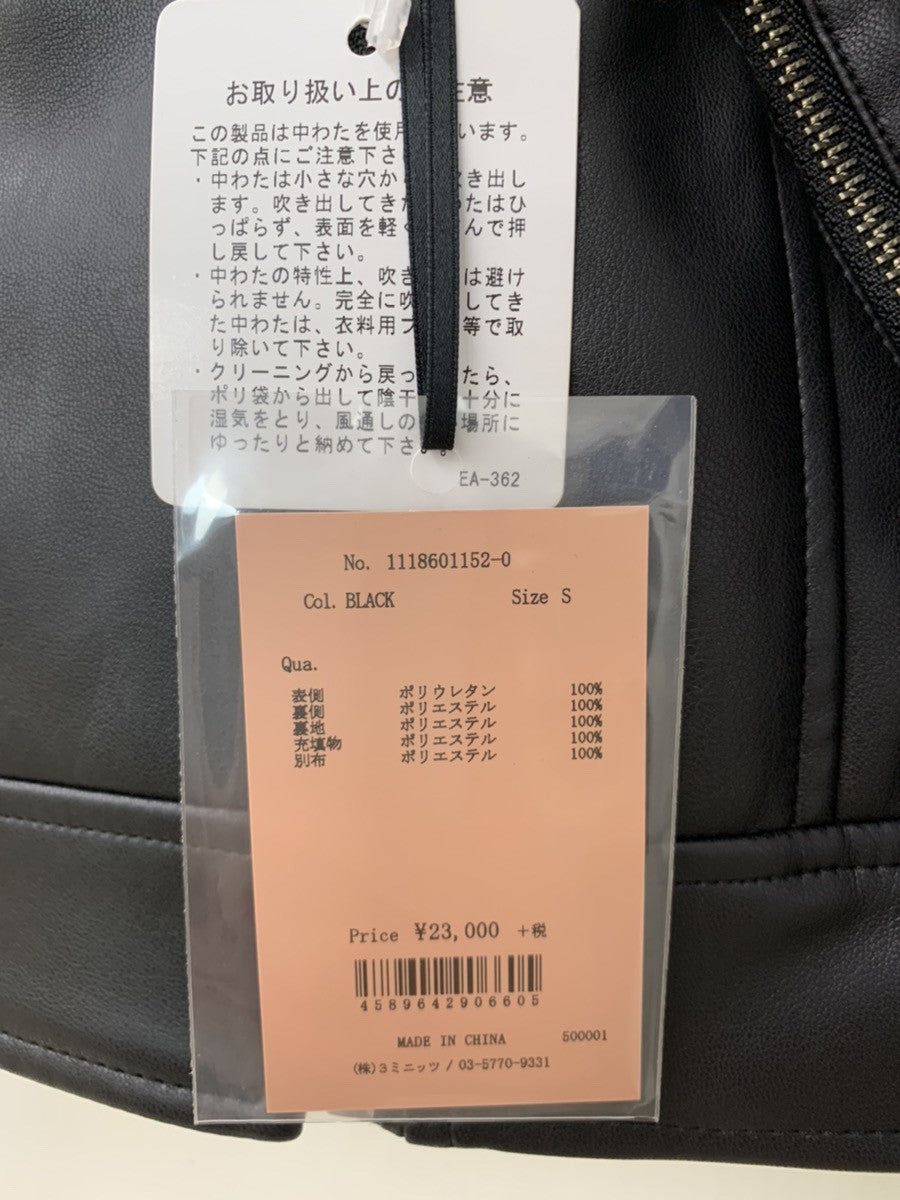 お取り扱い上の 意
この製品は中わたを使用 います。
下記の点にご注意下さ
・中わたは小さな穴か 吹き出し
ます。吹き出してきた わたはひ
っぱらず、表面を軽く んで押
し戻して下さい。
・中わたの特性上、吹き は避け
られません。完全に吹 してき
た中わたは、衣料用ブ 等で取
り除いて下さい。
・クリーニングから戻っ たら、
ポリ袋から出して陰干 十分に
湿気をとり、風通しの 場所に
ゆったりと納めて下さ 。
EA-362
No. 1118601152-0
Col. BLACK Size S
Qua.
表側 ポリウレタン 100%
裏側 ポリエステル 100%
裏地 ポリエステル 100%
充填物 ポリエステル 100%
別布 ポリエステル 100%
Price ¥23,000 +税
4589642906605
MADE IN CHINA 500001
(株)3ミニッツ / 03-5770-9331